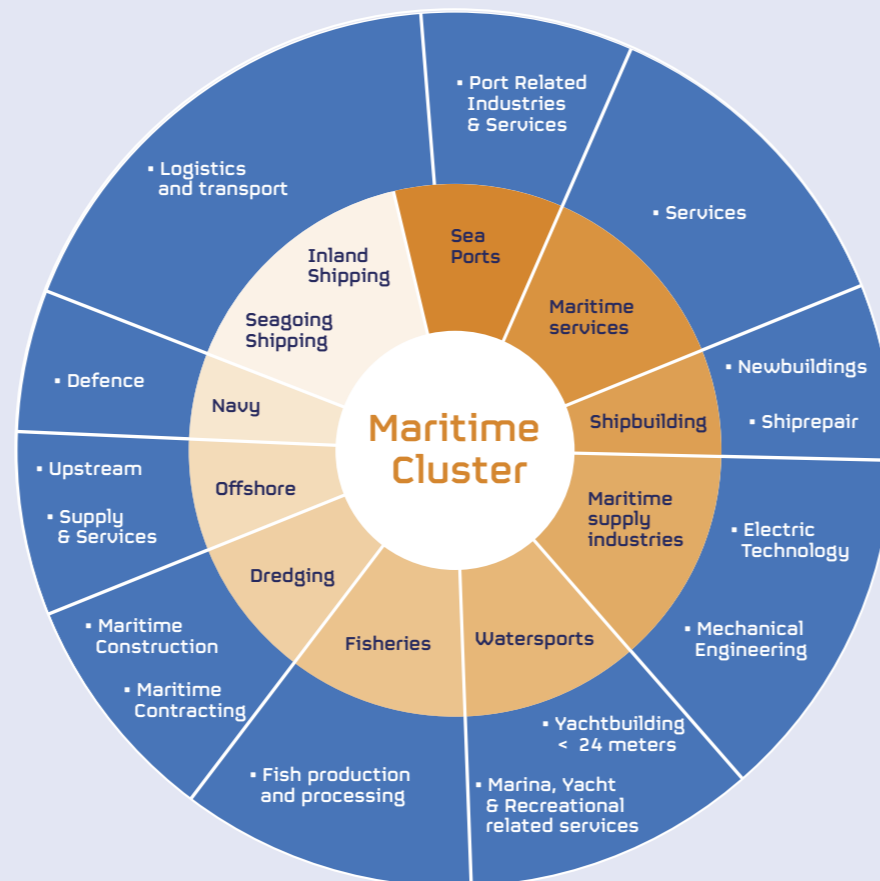 Maritime
Cluster
Sea
Ports
Maritime
services
Shipbuilding
Maritime
supply
industries
Watersports
Fisheries
Dredging
Offshore
Navy
Seagoing
Shipping
Inland
Shipping
▪ Port Related
Industries
& Services
▪ Services
▪ Newbuildings
▪ Shiprepair
▪ Electric
Technology
▪ Mechanical
Engineering
▪ Yachtbuilding
< 24 meters
▪ Marina, Yacht
& Recreational
related services
▪ Fish production
and processing
▪ Maritime
Construction
▪ Maritime
Contracting
▪ Upstream
▪ Supply
& Services
▪ Defence
▪ Logistics
and transport